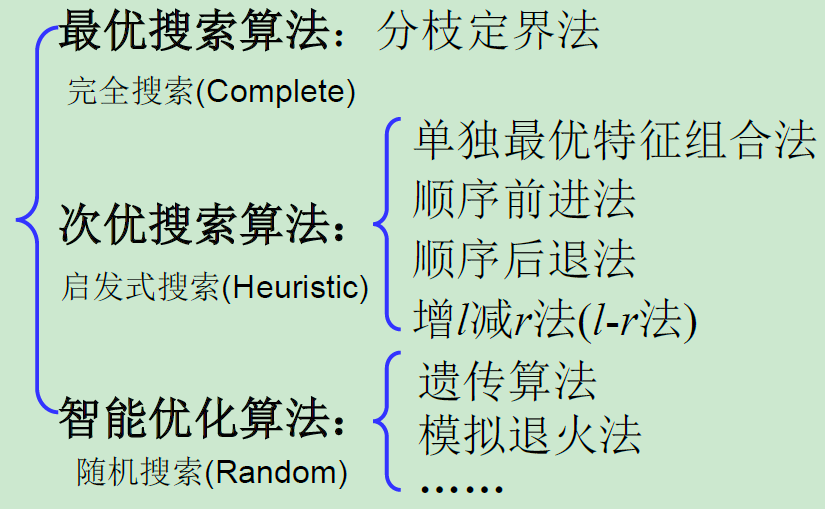 最优搜索算法：分枝定界法
完全搜索(Complete)
次优搜索算法：
启发式搜索(Heuristic)
单独最优特征组合法
顺序前进法
顺序后退法
增l减r法(l-r法)
智能优化算法：
随机搜索(Random)
遗传算法
模拟退火法
……